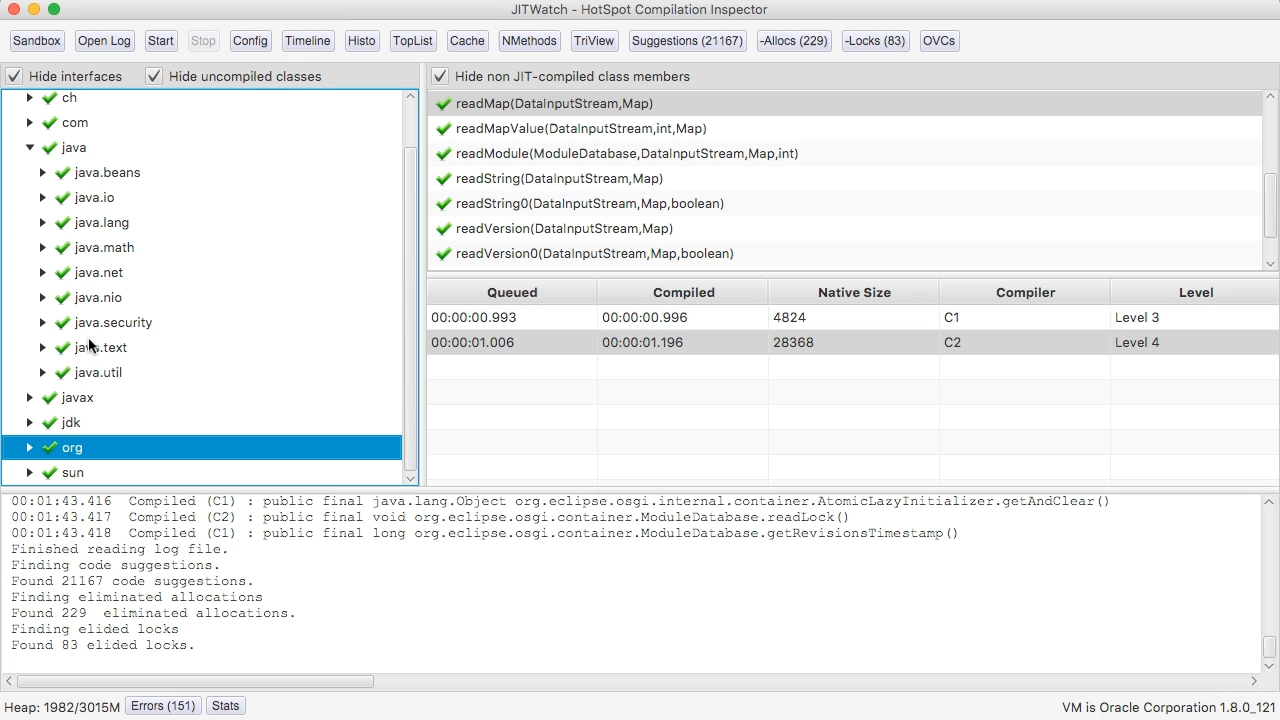 JITWatch - HotSpot Compilation Inspector
Sandbox Open Log Start Stop Config Timeline Histo TopList Cache NMethods TriView Suggestions (21167) -Allocs (229) -Locks (83) OVCs
Hide interfaces Hide uncompiled classes
ch
com
java
java.beans
java.io
java.lang
java.math
java.net
java.nio
java.security
java.text
java.util
javax
jdk
org
sun
Hide non JIT-compiled class members
readMap(DataInputStream,Map)
readMapValue(DataInputStream,int,Map)
readModule(ModuleDatabase,DataInputStream,Map,int)
readString(DataInputStream,Map)
readString0(DataInputStream,Map,boolean)
readVersion(DataInputStream,Map)
readVersion0(DataInputStream,Map,boolean)
Queued Compiled Native Size Compiler Level
00:00:00.993 00:00:00.996 4824 C1 Level 3
00:00:01.006 00:00:01.196 28368 C2 Level 4
00:01:43.416 Compiled (C1) : public final java.lang.Object org.eclipse.osgi.internal.container.AtomicLazyInitializer.getAndClear()
00:01:43.417 Compiled (C2) : public final void org.eclipse.osgi.container.ModuleDatabase.readLock()
00:01:43.418 Compiled (C1) : public final long org.eclipse.osgi.container.ModuleDatabase.getRevisionsTimestamp()
Finished reading log file.
Finding code suggestions.
Found 21167 code suggestions.
Finding eliminated allocations
Found 229 eliminated allocations.
Finding elided locks
Found 83 elided locks.
Heap: 1982/3015M Errors (151) Stats VM is Oracle Corporation 1.8.0_121